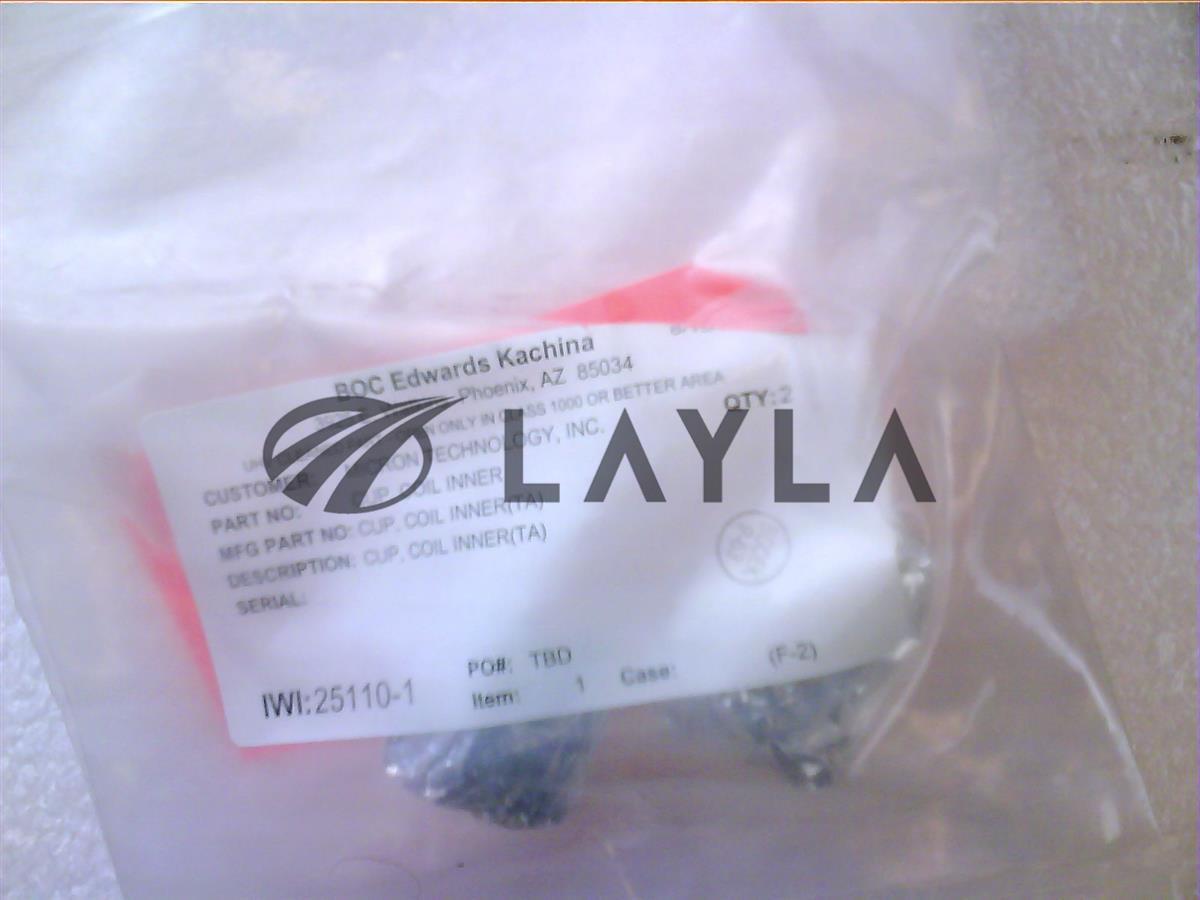 BOC Edwards Kachina
Phoenix, AZ 85034
OPEN ONLY IN CLASS 1000 OR BETTER AREA
QTY: 2
CUSTOMER: MICRON TECHNOLOGY, INC.
PART NO: CUP, COIL INNER
MFG PART NO: CUP, COIL INNER(TA)
DESCRIPTION: CUP, COIL INNER(TA)
SERIAL:
PO#: TBD
(F-2)
IWI:25110-1
Item: 1
Case:
LAYLA